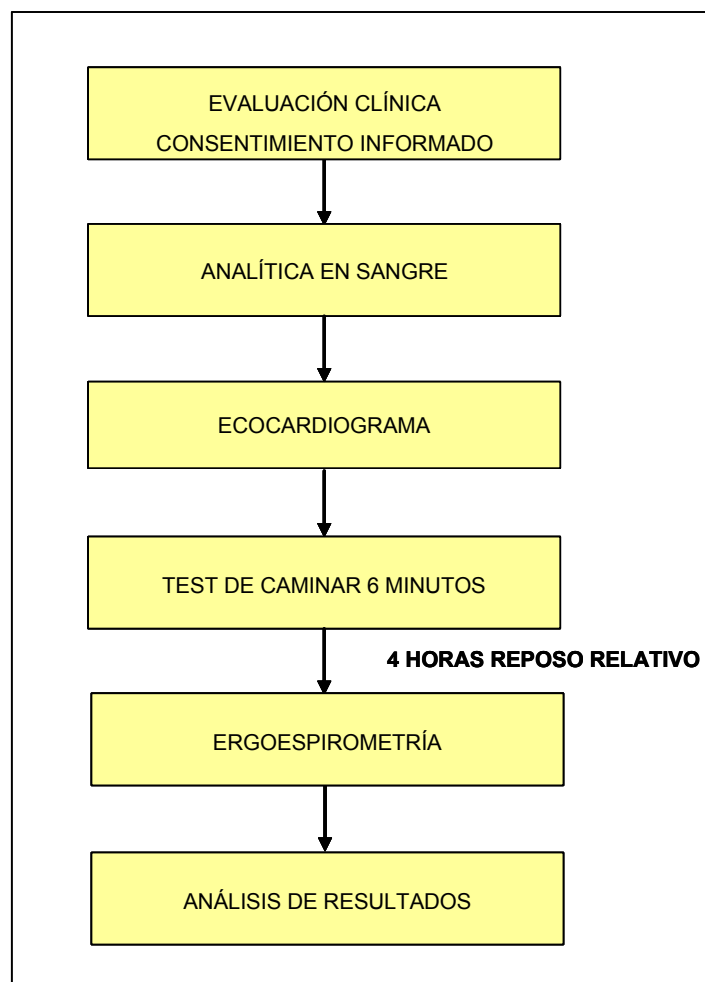 EVALUACIÓN CLÍNICA
CONSENTIMIENTO INFORMADO
ANALÍTICA EN SANGRE
ECOCARDIOGRAMA
TEST DE CAMINAR 6 MINUTOS
4 HORAS REPOSO RELATIVO
ERGOESPIROMETRÍA
ANÁLISIS DE RESULTADOS